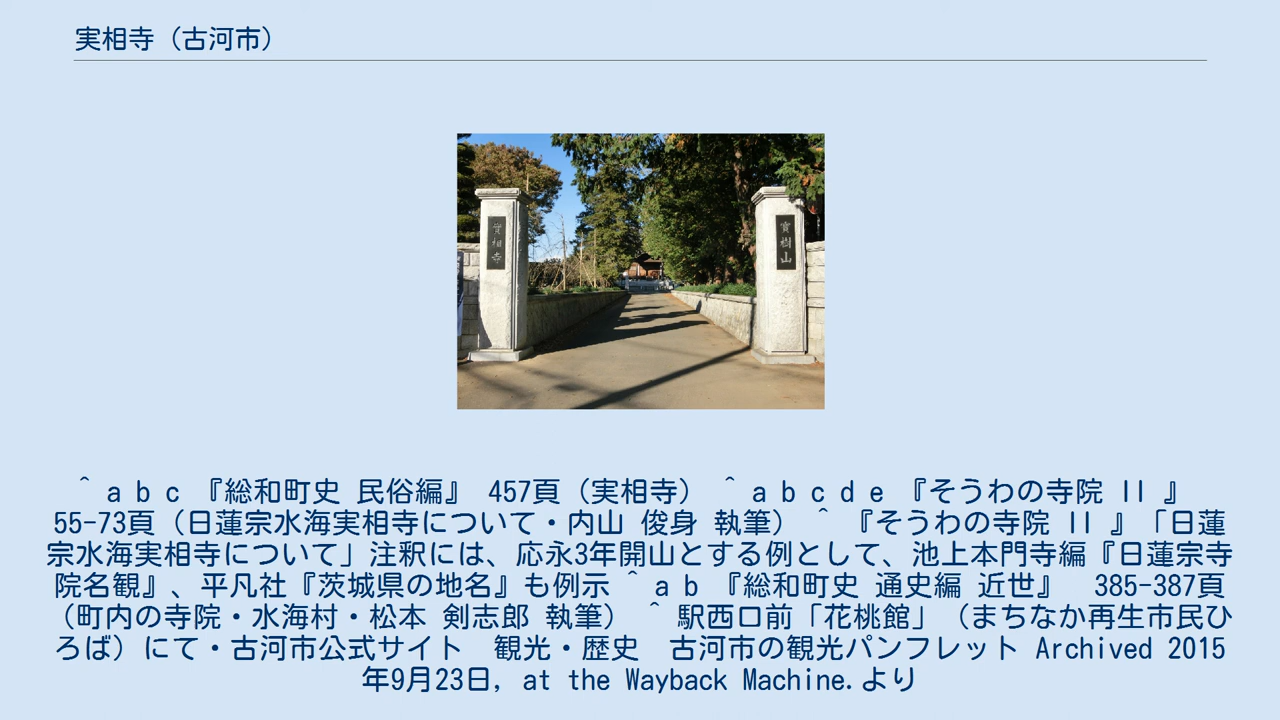 実相寺（古河市）
實相寺
寳樹山
^ a b c 『総和町史 民俗編』 457頁（実相寺） ^ a b c d e 『そうわの寺院 II 』
55-73頁（日蓮宗水海実相寺について・内山 俊身 執筆） ^ 『そうわの寺院 II 』「日蓮
宗水海実相寺について」注釈には、応永3年開山とする例として、池上本門寺編『日蓮宗寺
院名観』、平凡社『茨城県の地名』も例示 ^ a b 『総和町史 通史編 近世』　385-387頁
（町内の寺院・水海村・松本 剣志郎 執筆） ^ 駅西口前「花桃館」（まちなか再生市民ひ
ろば）にて・古河市公式サイト　観光・歴史　古河市の観光パンフレット Archived 2015
年9月23日, at the Wayback Machine.より